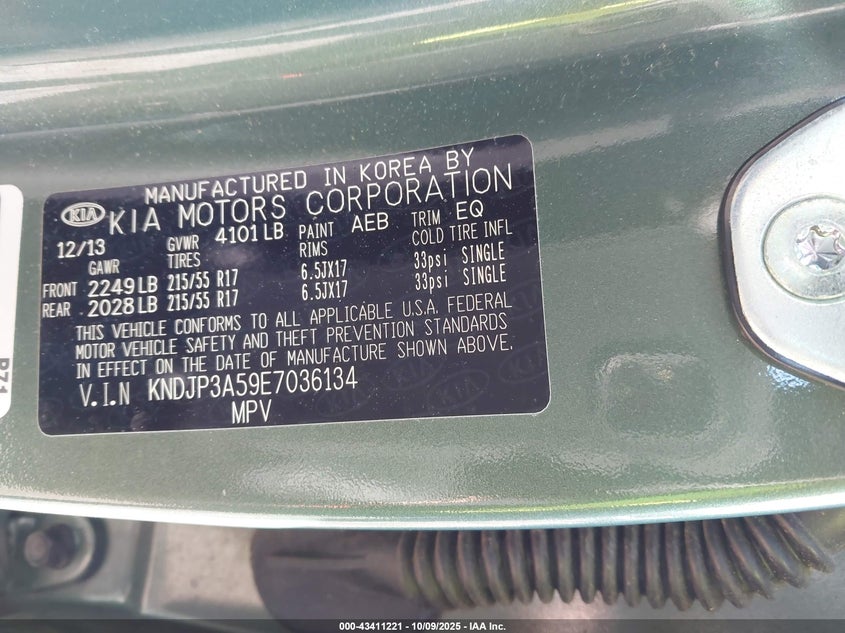 MANUFACTURED IN KOREA BY
KIA KIA MOTORS CORPORATION
12/13 GVWR 4101 LB PAINT AEB TRIM EQ
GAWR TIRES RIMS COLD TIRE INFL
FRONT 2249 LB 215/55 R17 6.5JX17 33psi SINGLE
REAR 2028 LB 215/55 R17 6.5JX17 33psi SINGLE
THIS VEHICLE CONFORMS TO ALL APPLICABLE U.S.A. FEDERAL
MOTOR VEHICLE SAFETY AND THEFT PREVENTION STANDARDS
IN EFFECT ON THE DATE OF MANUFACTURE SHOWN ABOVE.
V.I.N KNDJP3A59E7036134
MPV
000-43411221 - 10/09/2025 - IAA Inc.